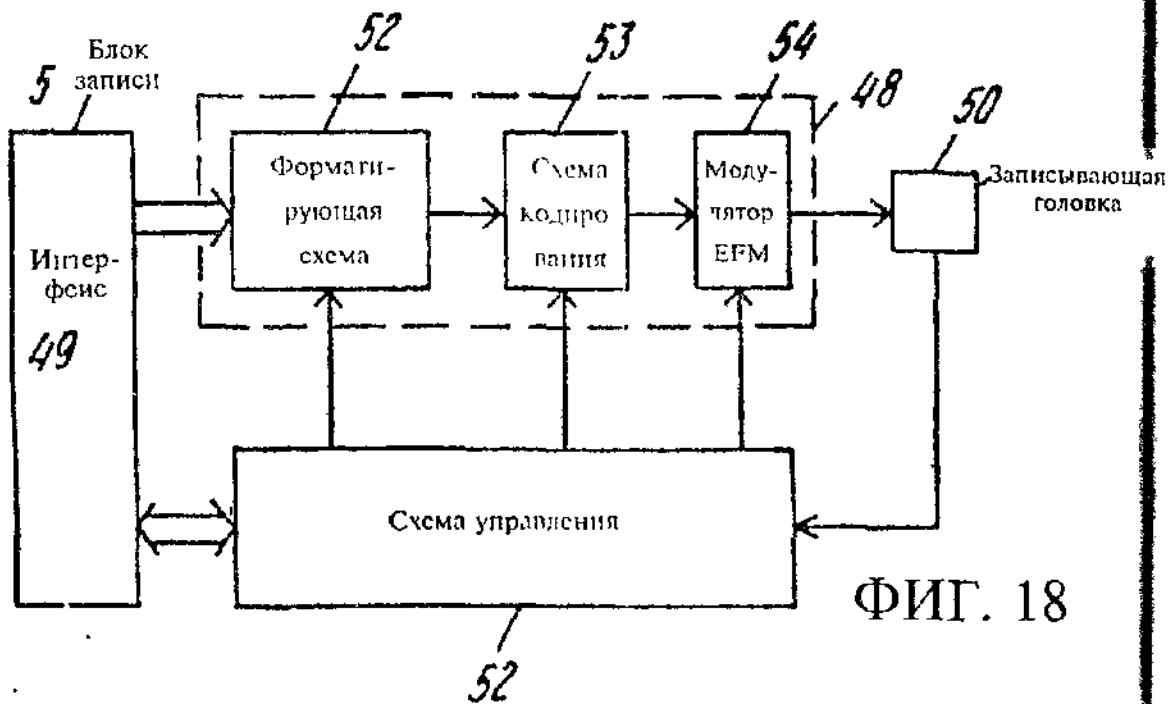 Блок
записи
5
52
53
54
48
50
Формати-
рующая
схема
Схема
кодиро
вания
Моду-
лятор
EFM
Записывающая
головка
Интер-
фейс
49
Схема управления
52
ФИГ. 18